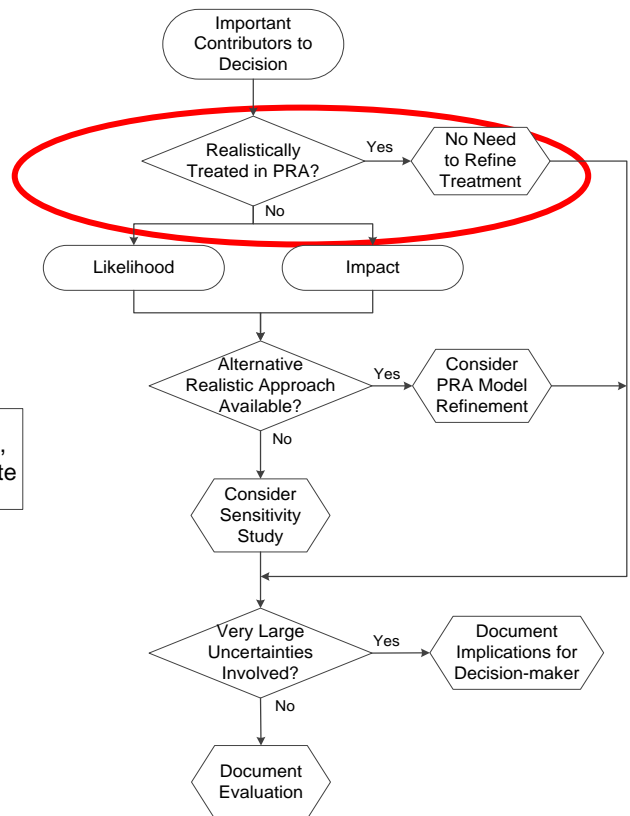 Important
Contributors to
Decision
Realistically
Treated in PRA?
Yes
No Need
to Refine
Treatment
No
Likelihood
Impact
Alternative
Realistic Approach
Available?
Yes
Consider
PRA Model
Refinement
,
te
No
Consider
Sensitivity
Study
Very Large
Uncertainties
Involved?
Yes
Document
Implications for
Decision-maker
No
Document
Evaluation